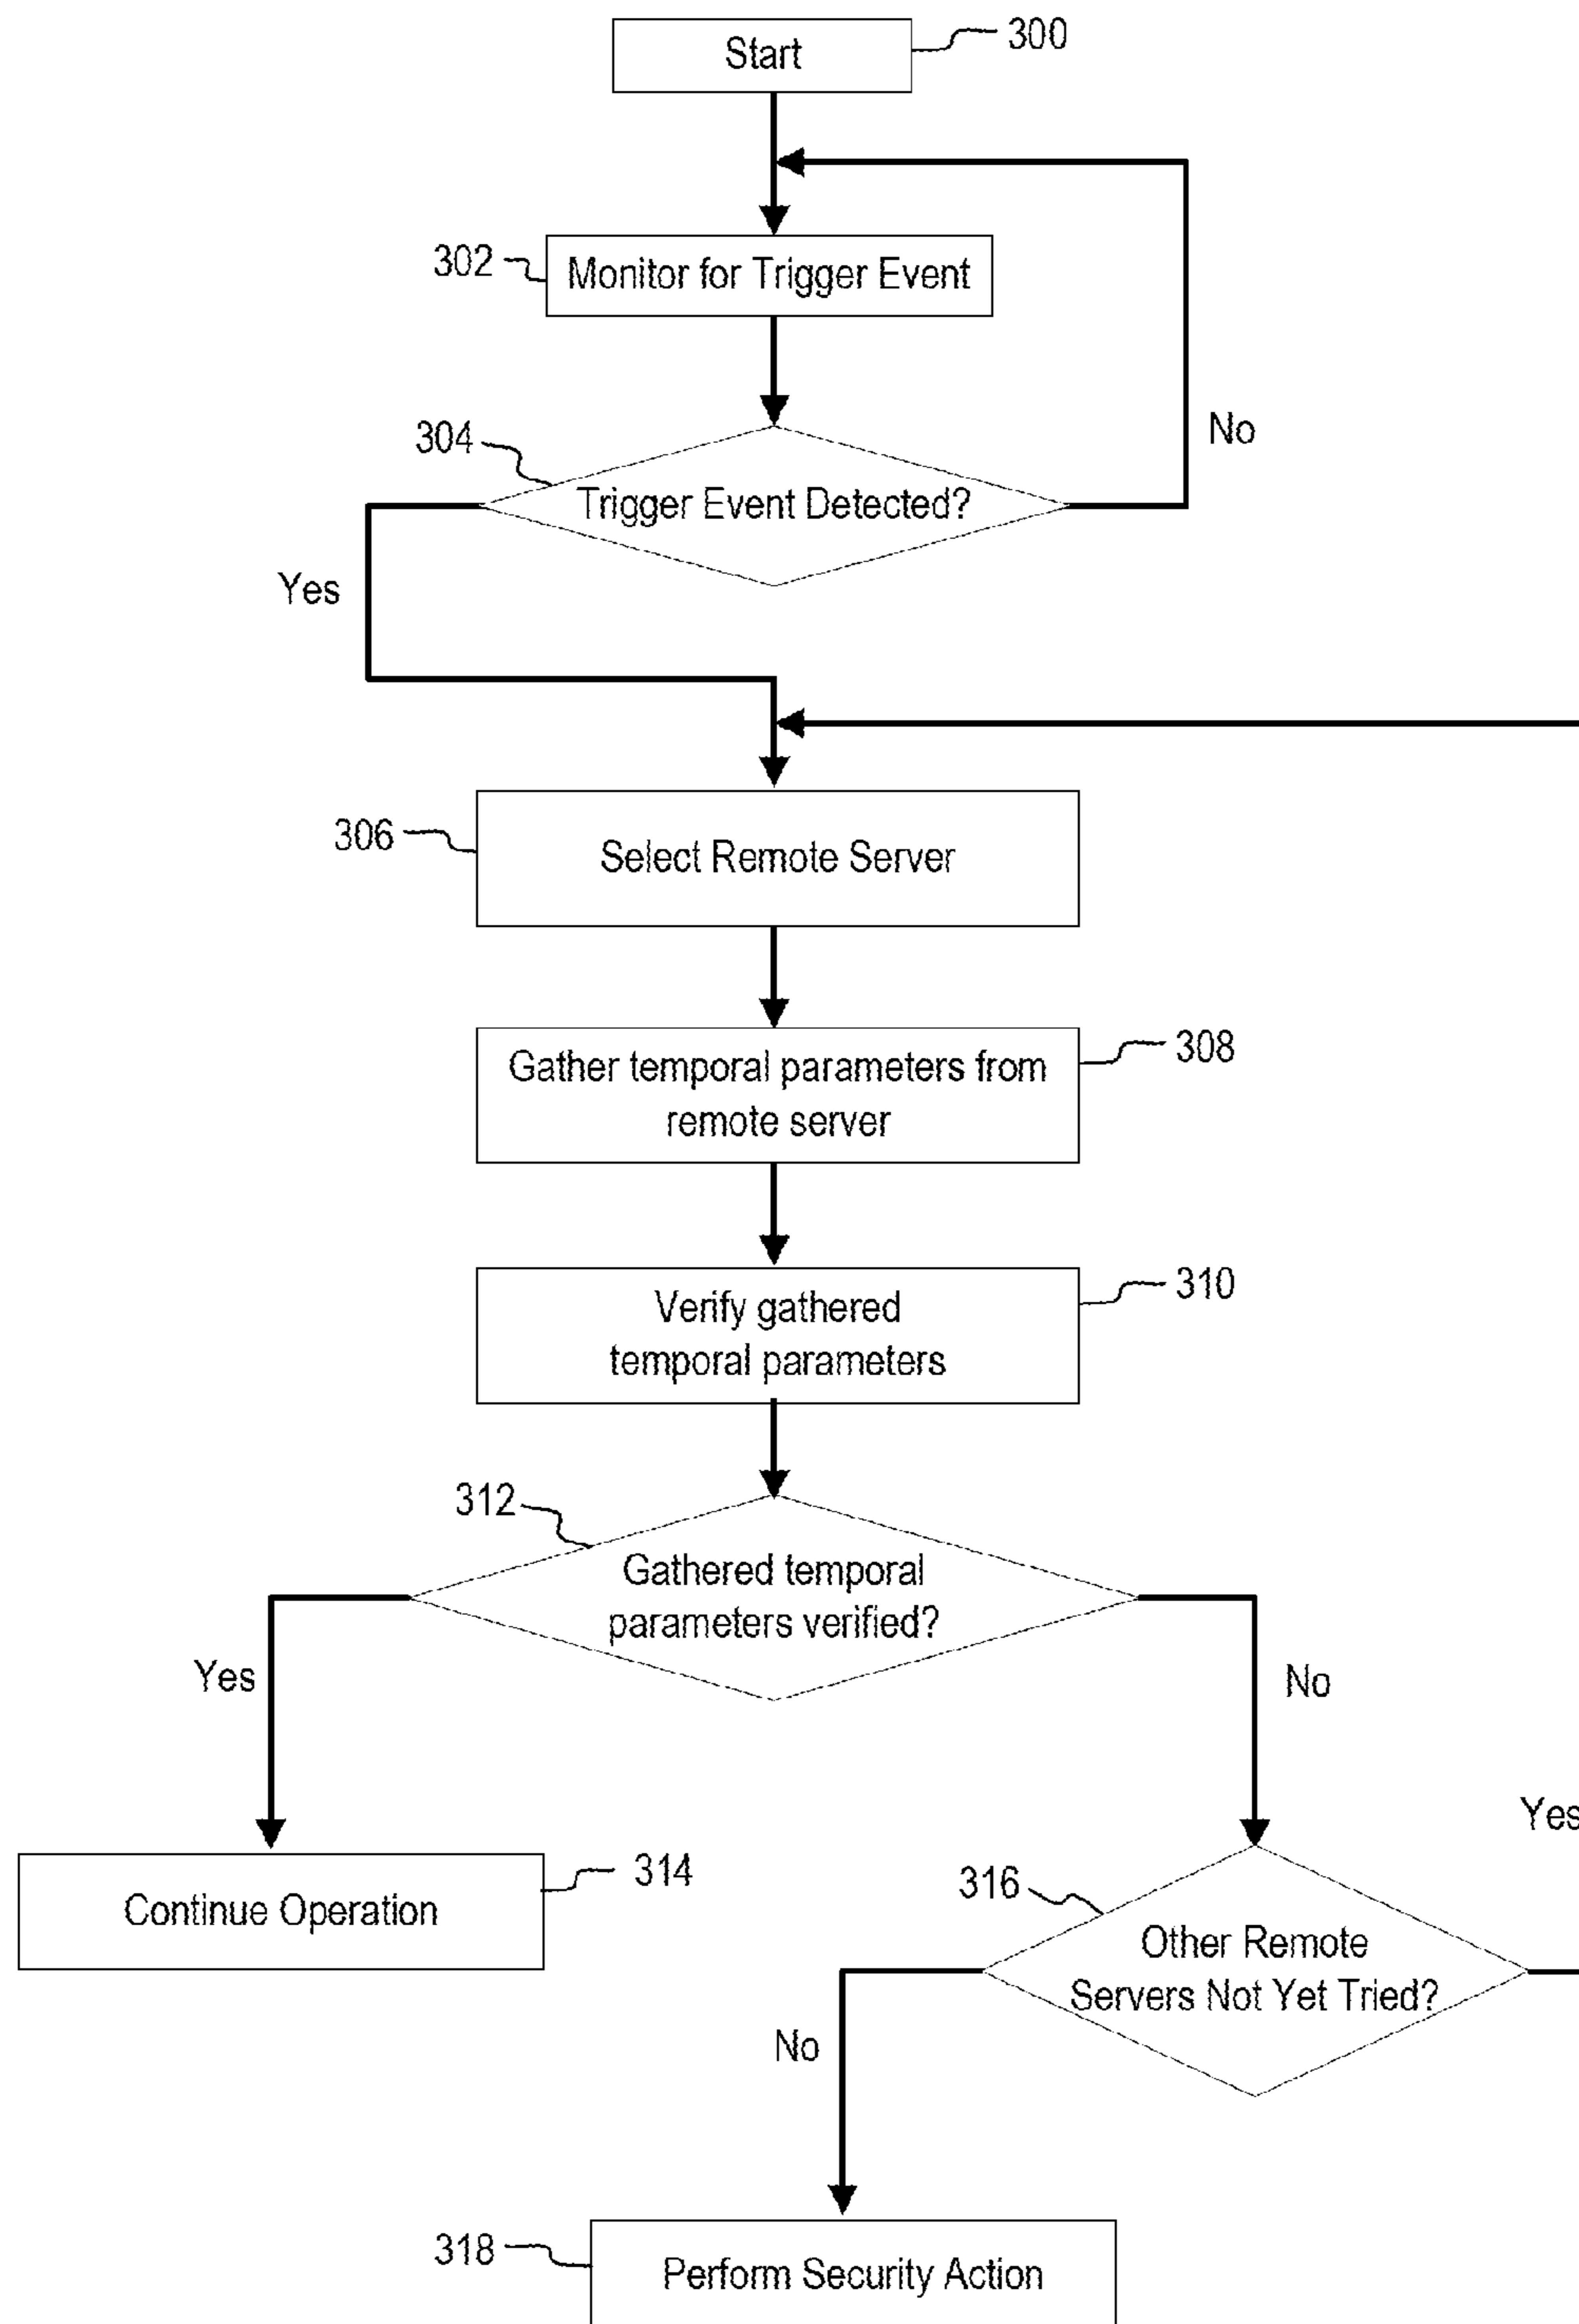 Start
300
302
Monitor for Trigger Event
304
Trigger Event Detected?
No
Yes
306
Select Remote Server
Gather temporal parameters from
remote server
308
Verify gathered
temporal parameters
310
312
Gathered temporal
parameters verified?
Yes
No
Continue Operation
314
316
Other Remote
Servers Not Yet Tried?
Yes
No
318
Perform Security Action